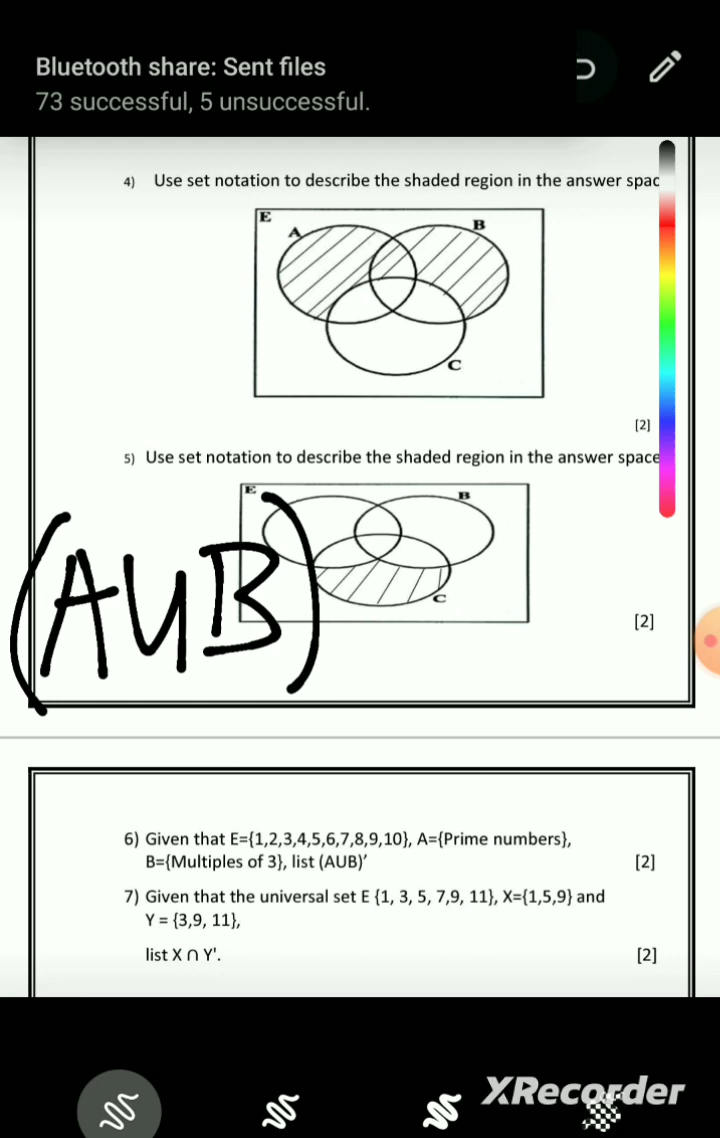 Bluetooth share: Sent files
73 successful, 5 unsuccessful.
4) Use set notation to describe the shaded region in the answer spac
E
A
B
C
[2]
5) Use set notation to describe the shaded region in the answer space
E
B
C
[2]
(AUB)
6) Given that E={1,2,3,4,5,6,7,8,9,10}, A={Prime numbers},
B={Multiples of 3}, list (AUB)′ [2]
7) Given that the universal set E {1, 3, 5, 7,9, 11}, X={1,5,9} and
Y = {3,9, 11},
list X ∩ Y'. [2]
XRecorder